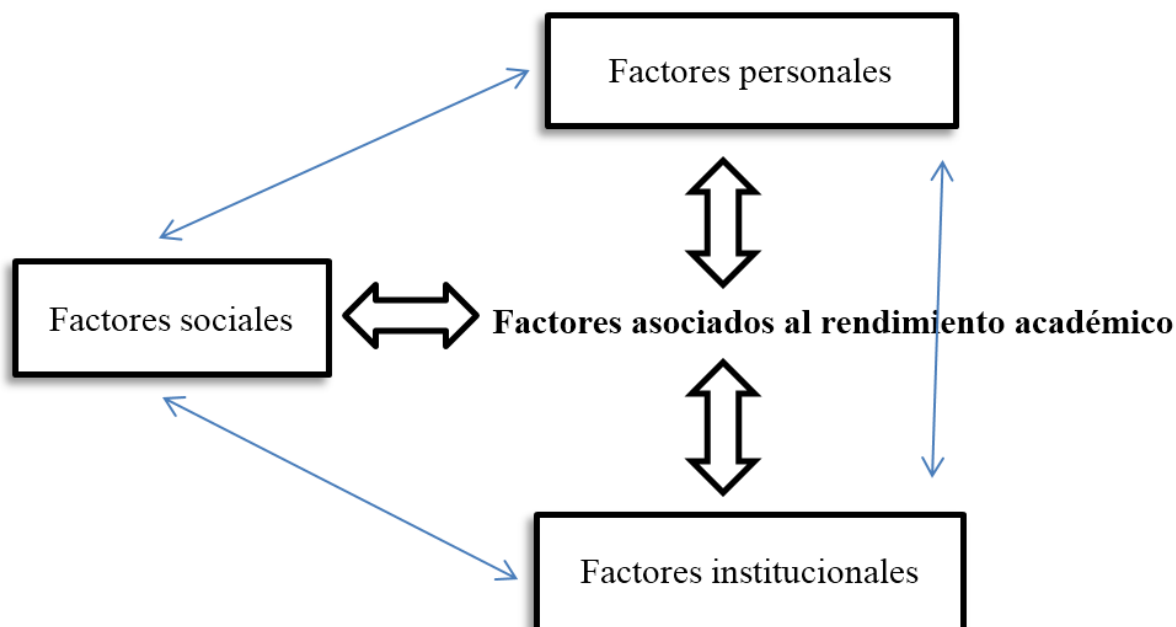 Factores personales
Factores sociales
Factores asociados al rendimiento académico
Factores institucionales